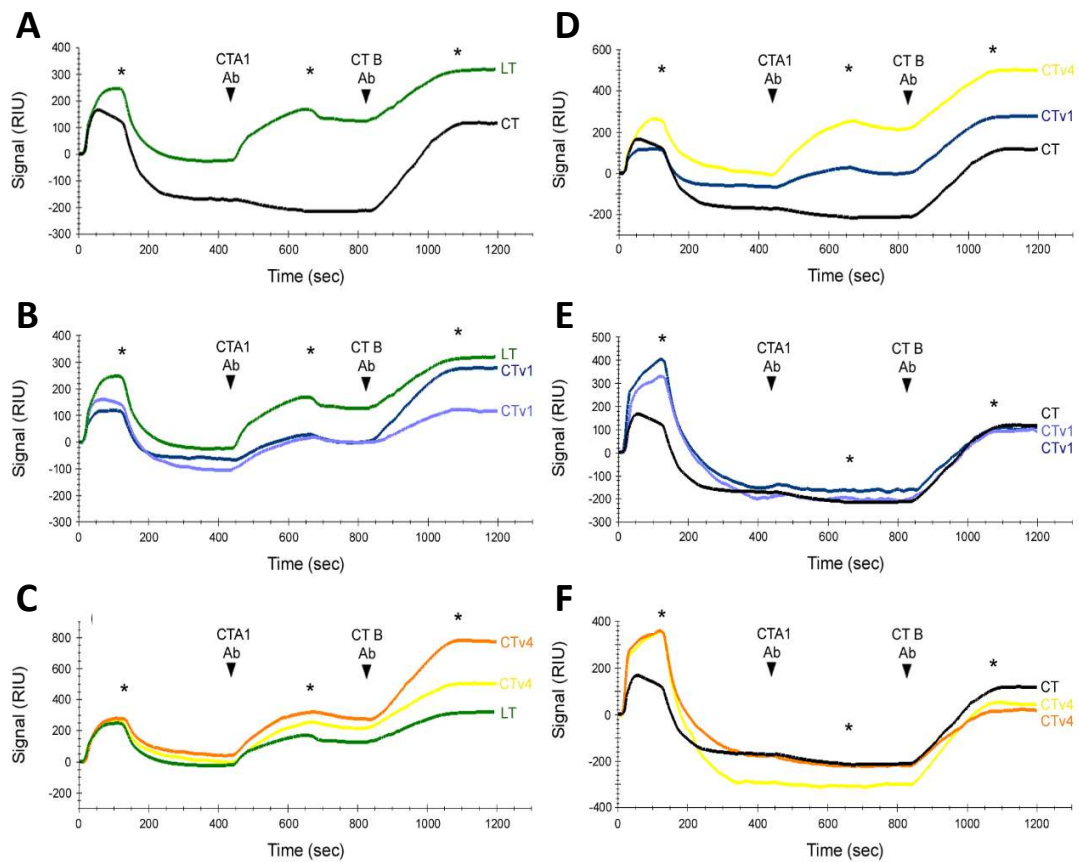 A
Signal (RIU)
400
300
200
100
0
-100
-200
-300
*
CTA1
Ab
*
CT B
Ab
*
LT
CT
0
200
400
600
800
1000
1200
Time (sec)
B
Signal (RIU)
400
300
200
100
0
-100
-200
-300
*
CTA1
Ab
*
CT B
Ab
*
LT
CTv1
CTv1
0
200
400
600
800
1000
1200
Time (sec)
C
Signal (RIU)
800
600
400
200
0
-200
*
CTA1
Ab
*
CT B
Ab
*
CTv4
CTv4
LT
0
200
400
600
800
1000
1200
Time (sec)
D
Signal (RIU)
600
400
200
0
-200
*
CTA1
Ab
*
CT B
Ab
*
CTv4
CTv1
CT
0
200
400
600
800
1000
1200
Time (sec)
E
Signal (RIU)
500
400
300
200
100
0
-100
-200
-300
*
CTA1
Ab
*
CT B
Ab
*
CT
CTv1
CTv1
0
200
400
600
800
1000
1200
Time (sec)
F
Signal (RIU)
400
200
0
-200
-400
*
CTA1
Ab
*
CT B
Ab
*
CT
CTv4
CTv4
0
200
400
600
800
1000
1200
Time (sec)